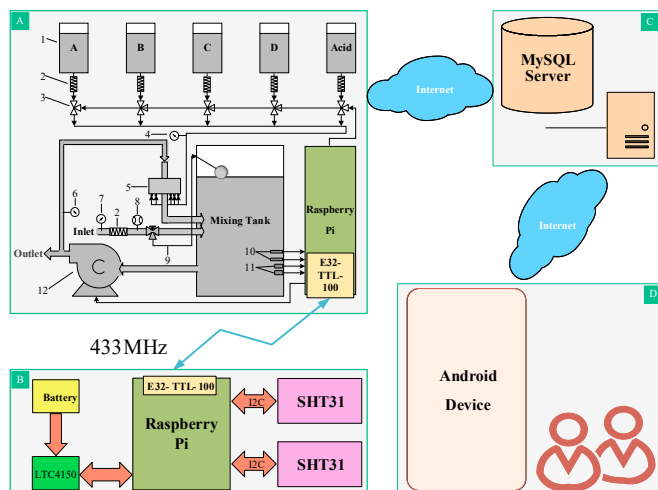 A
1
A
B
C
D
Acid
2
3
4
5
6
7
2
8
Inlet
Mixing Tank
Raspberry
Pi
Outlet
9
10
11
12
C
E32-
TTL-
100
Internet
C
MySQL
Server
Internet
433MHz
B
Battery
LTC4150
E32- TTL- 100
Raspberry
Pi
I2C
SHT31
I2C
SHT31
D
Android
Device